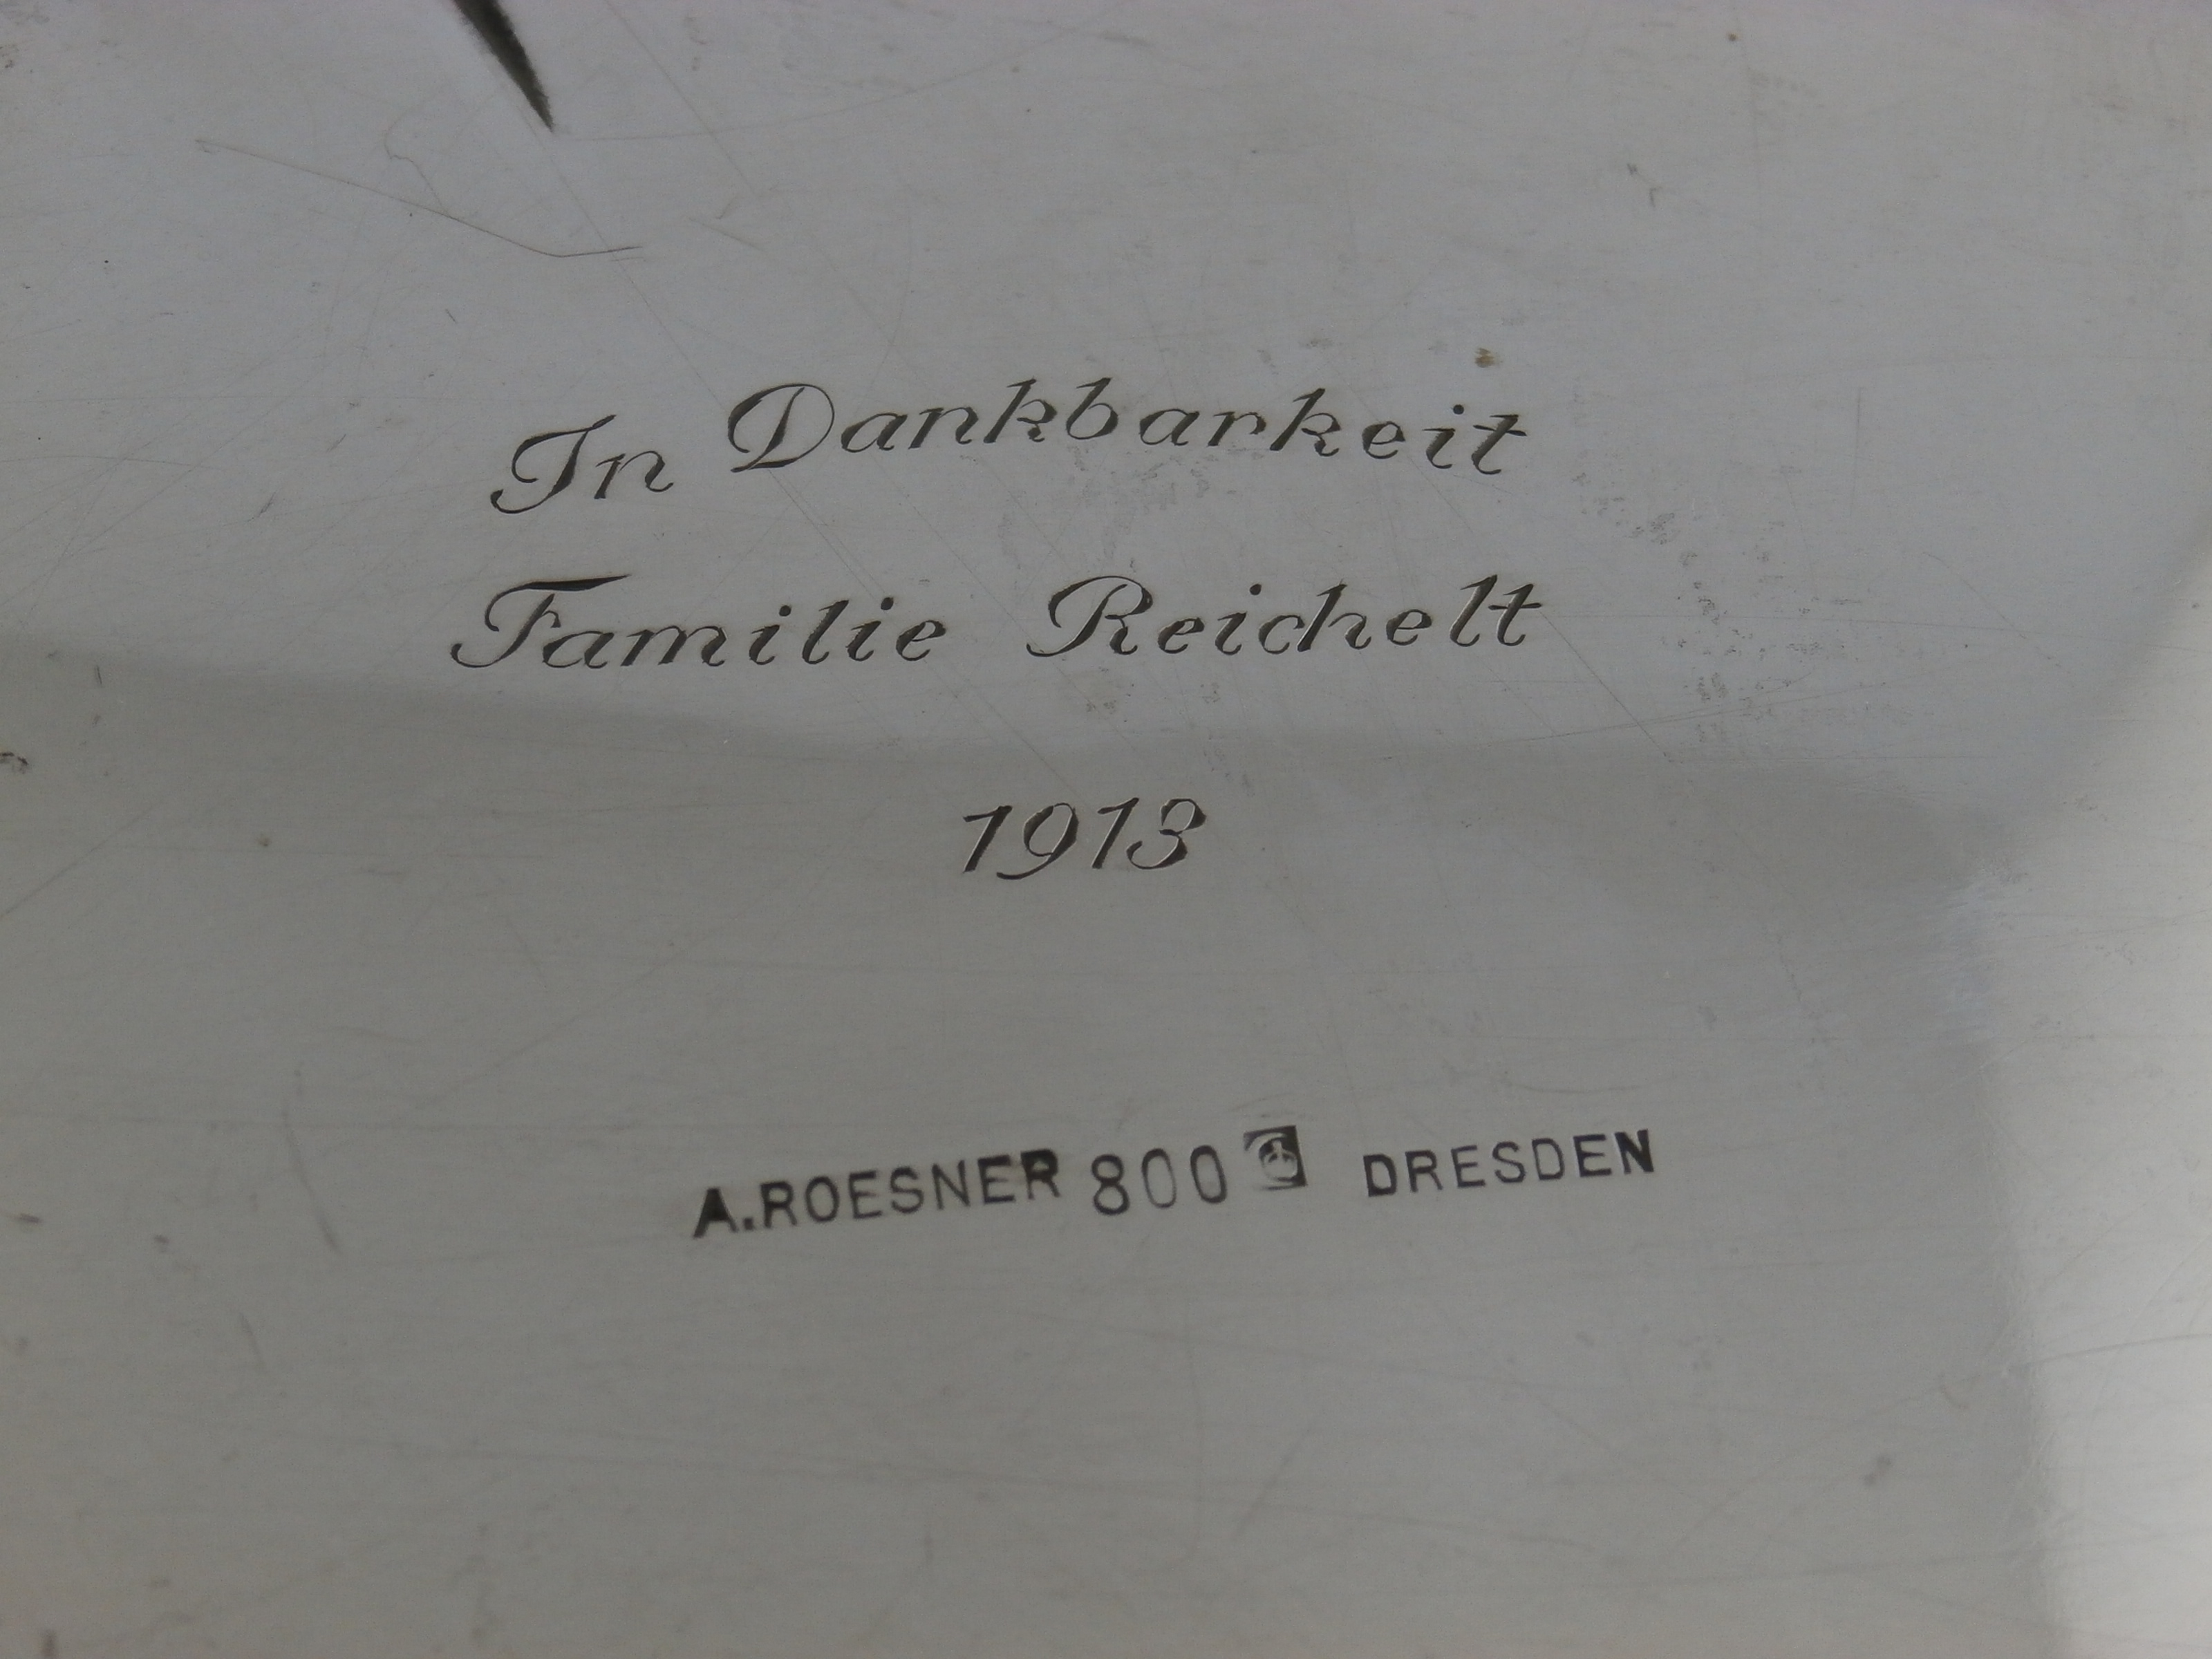 In Dankbarkeit
Familie Reichelt
1913
A.ROESNER 800 DRESDEN